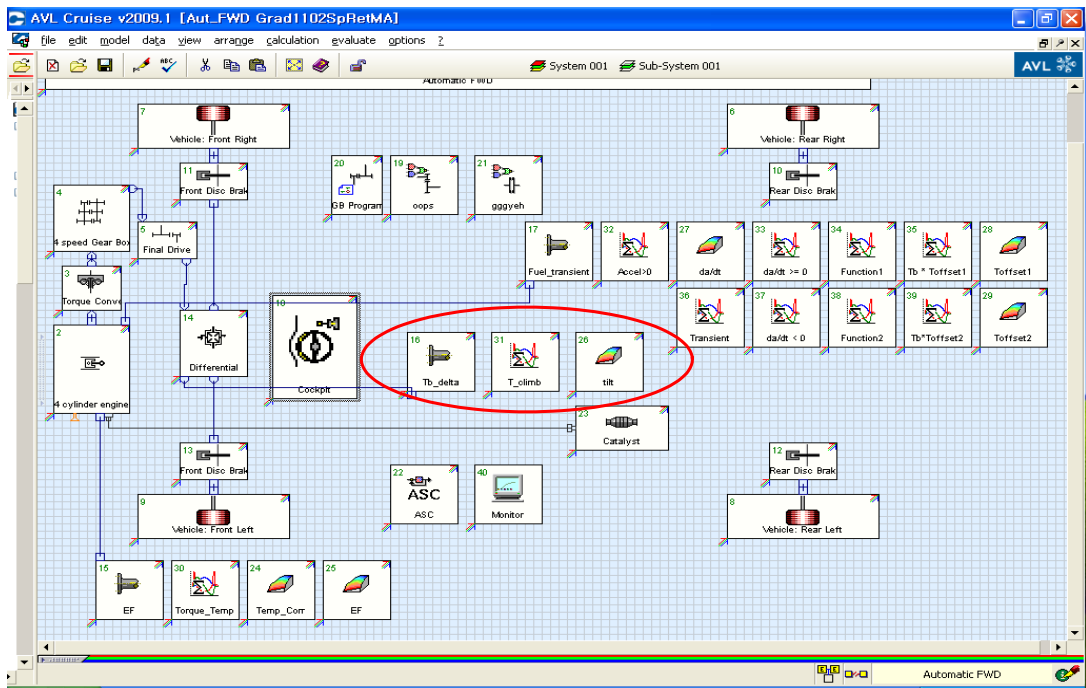 AVL Cruise v2009.1 [Aut_FWD Grad1102SpRetMA]
file edit model data view arrange calculation evaluate options ?
ABC
System 001
Sub-System 001
AVL
Automatic FWD
7
Vehicle: Front Right
6
Vehicle: Rear Right
11
Front Disc Brak
20
GB Program
19
oops
21
gggyeh
10
Rear Disc Brak
4
4 speed Gear Box
5
Final Drive
17
Fuel_transient
32
Accel>0
27
da/dt
33
da/dt >= 0
34
Function1
35
Tb * Toffset1
28
Toffset1
3
Torque Conve
36
Transient
37
da/dt < 0
38
Function2
39
Tb*Toffset2
29
Toffset2
2
4 cylinder engine
14
Differential
Cockpit
16
Tb_delta
31
T_climb
26
tilt
23
Catalyst
13
Front Disc Brak
12
Rear Disc Brak
22
ASC
ASC
40
Monitor
9
Vehicle: Front Left
8
Vehicle: Rear Left
15
EF
30
Torque_Temp
24
Temp_Corr
25
EF
Automatic FWD